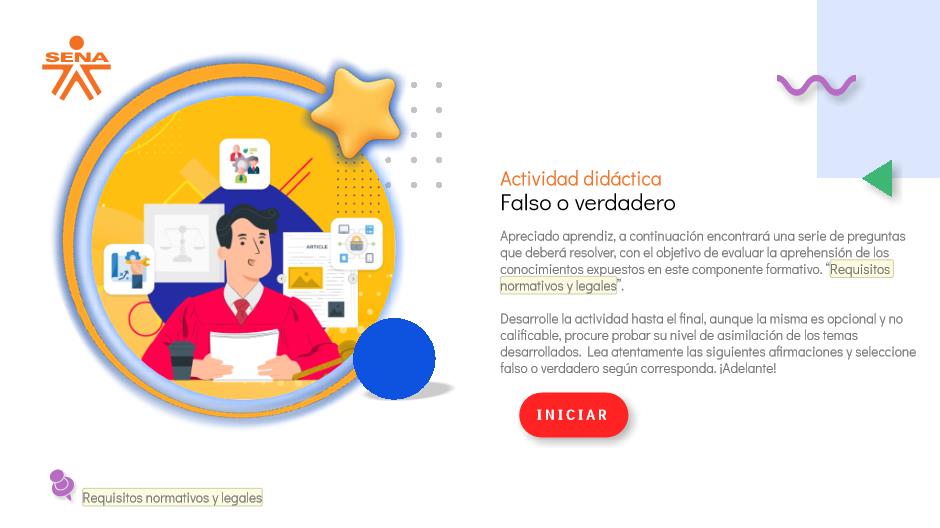 SENA
ARTICLE
Actividad didáctica
Falso o verdadero
Apreciado aprendiz, a continuación encontrará una serie de preguntas
que deberá resolver, con el objetivo de evaluar la aprehensión de los
conocimientos expuestos en este componente formativo. "Requisitos
normativos y legales".
Desarrolle la actividad hasta el final, aunque la misma es opcional y no
calificable, procure probar su nivel de asimilación de los temas
desarrollados. Lea atentamente las siguientes afirmaciones y seleccione
falso o verdadero según corresponda. ¡Adelante!
INICIAR
Requisitos normativos y legales